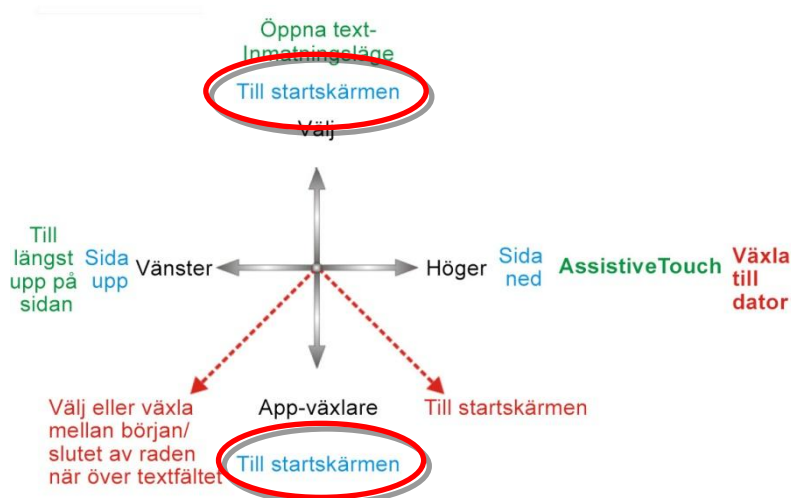 Öppna text-
Inmatningsläge
Till startskärmen
Välj
Till
längst
upp på
sidan
Sida
upp
Vänster
Höger
Sida
ned
AssistiveTouch
Växla
till
dator
Välj eller växla
mellan början/
slutet av raden
när över textfältet
App-växlare
Till startskärmen
Till startskärmen